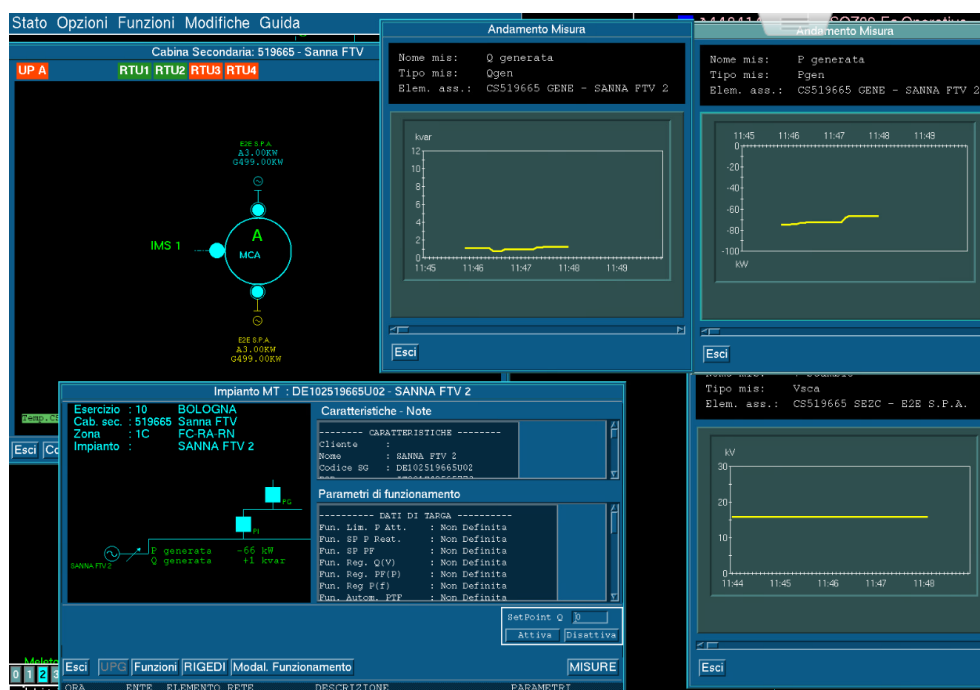 Stato Opzioni Funzioni Modifiche Guida
Cabina Secondaria: 519665 - Sanna FTV
UP A
RTU1 RTU2 RTU3 RTU4
E2E S.P.A
A3.00KW
G499.00KW
IMS 1
A
MCA
E2E S.P.A
A3.00KW
G499.00KW
Esci
Andamento Misura
Nome mis: Q generata
Tipo mis: Qgen
Elem. ass.: CS519665 GENE - SANNA FTV 2
kvar
12
10
8
6
4
2
0
11:45 11:46 11:47 11:48 11:49
Esci
Andamento Misura
Nome mis: P generata
Tipo mis: Pgen
Elem. ass.: CS519665 GENE - SANNA FTV 2
11:45 11:46 11:47 11:48 11:49
0
-20
-40
-60
-80
-100
kW
Esci
Tipo mis: Vsca
Elem. ass.: CS519665 SEZC - E2E S.P.A.
kV
30
20
10
0
11:44 11:45 11:46 11:47 11:48
Esci
Impianto MT : DE102519665U02 - SANNA FTV 2
Esercizio : 10 BOLOGNA
Cab. sec. : 519665 Sanna FTV
Zona : 1C FC-RA-RN
Impianto : SANNA FTV 2
PG
PI
SANNA FTV 2
P generata -66 kW
Q generata +1 kvar
Caratteristiche - Note
-------- CARATTERISTICHE --------
Cliente :
Nome : SANNA FTV 2
Codice SG : DE102519665U02
Parametri di funzionamento
---------- DATI DI TARGA ----------
Fun. Lim. P Att. : Non Definita
Fun. SP P Reat. : Non Definita
Fun. SP PF : Non Definita
Fun. Reg. Q(V) : Non Definita
Fun. Reg. PF(P) : Non Definita
Fun. Reg P(f) : Non Definita
Fun. Autom. PTF : Non Definita
SetPoint Q 0
Attiva Disattiva
Esci UPG Funzioni RIGEDI Modal. Funzionamento MISURE
0 1 2 3
ORA ENTE ELEMENTO RETE DESCRIZIONE PARAMETRI